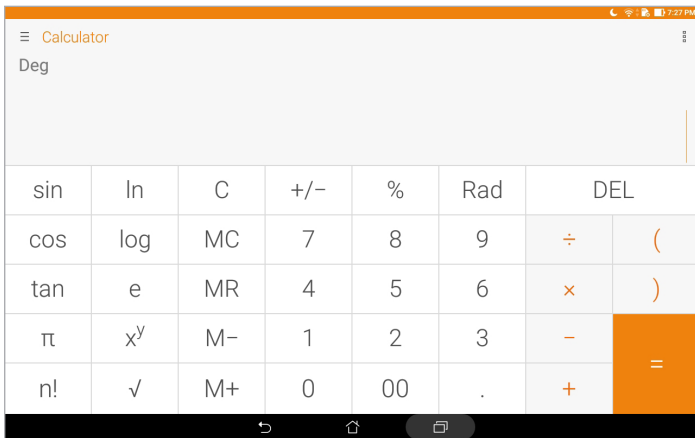 7:27 PM
Calculator
Deg
sin ln C +/− % Rad DEL
cos log MC 7 8 9 ÷ (
tan e MR 4 5 6 × )
π xʸ M− 1 2 3 − =
n! √ M+ 0 00 . +